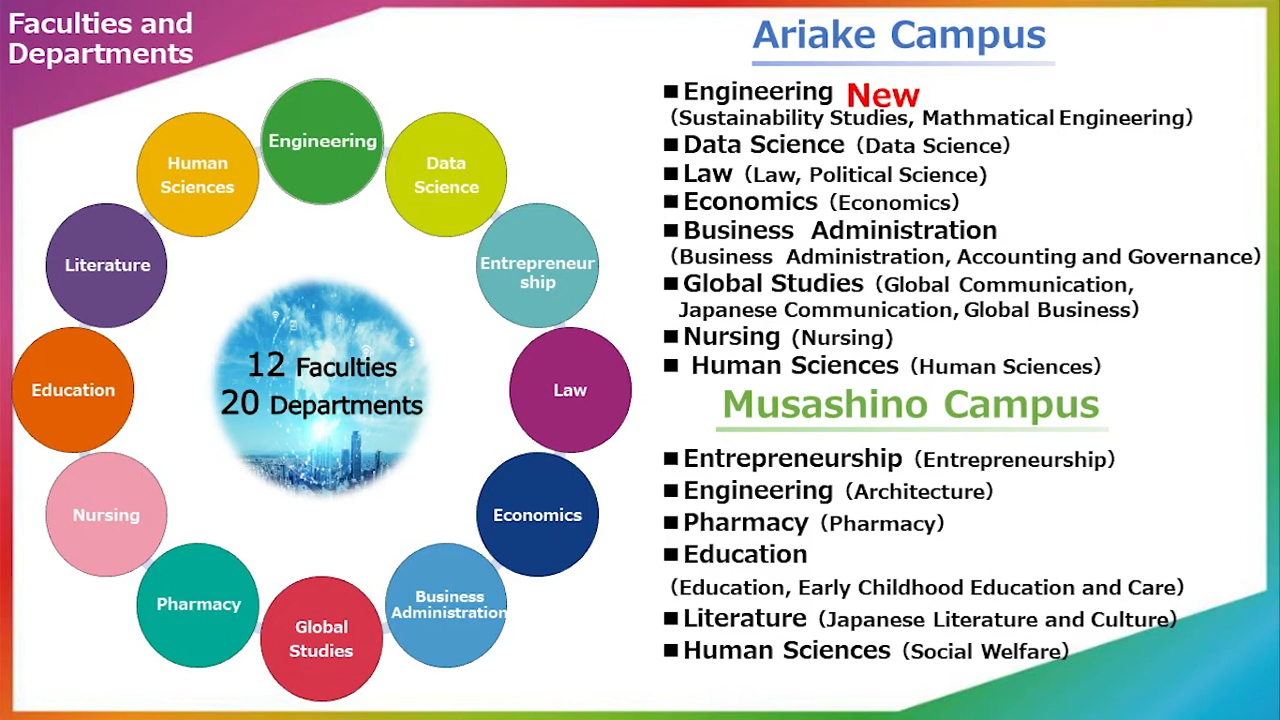 Faculties and
Departments
Engineering
Data
Science
Entrepreneur
ship
Law
Economics
Business
Administration
Global
Studies
Pharmacy
Nursing
Education
Literature
Human
Sciences
12 Faculties
20 Departments
Ariake Campus
■Engineering New
(Sustainability Studies, Mathmatical Engineering)
■Data Science (Data Science)
■Law (Law, Political Science)
■Economics (Economics)
■Business Administration
(Business Administration, Accounting and Governance)
■Global Studies (Global Communication,
Japanese Communication, Global Business)
■Nursing (Nursing)
■ Human Sciences (Human Sciences)
Musashino Campus
■Entrepreneurship (Entrepreneurship)
■Engineering (Architecture)
■Pharmacy (Pharmacy)
■Education
(Education, Early Childhood Education and Care)
■Literature (Japanese Literature and Culture)
■Human Sciences (Social Welfare)